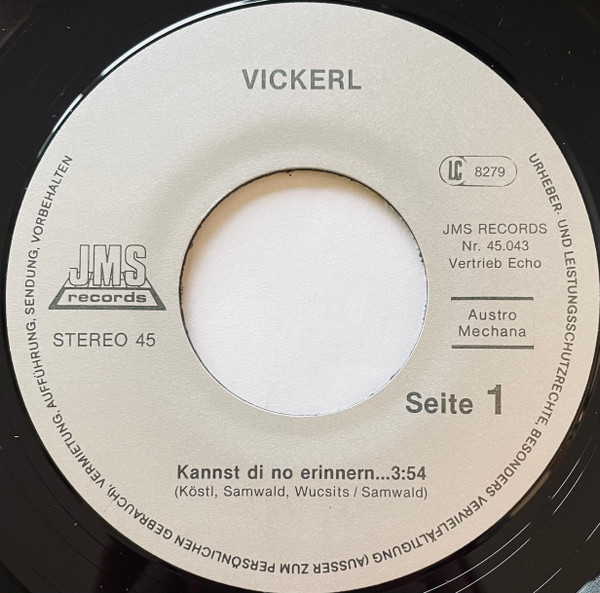 VICKERL
LC 8279
JMS RECORDS
Nr. 45.043
Vertrieb Echo
JMS
records
STEREO 45
Austro
Mechana
Seite 1
Kannst di no erinnern...3:54
(Köstl, Samwald, Wucsits / Samwald)
URHEBER- UND LEISTUNGSSCHUTZRECHTE, BESONDERS VERVIELFÄLTIGUNG (AUSSER ZUM PERSÖNLICHEN GEBRAUCH), VERMIETUNG, AUFFÜHRUNG, SENDUNG, VORBEHALTEN